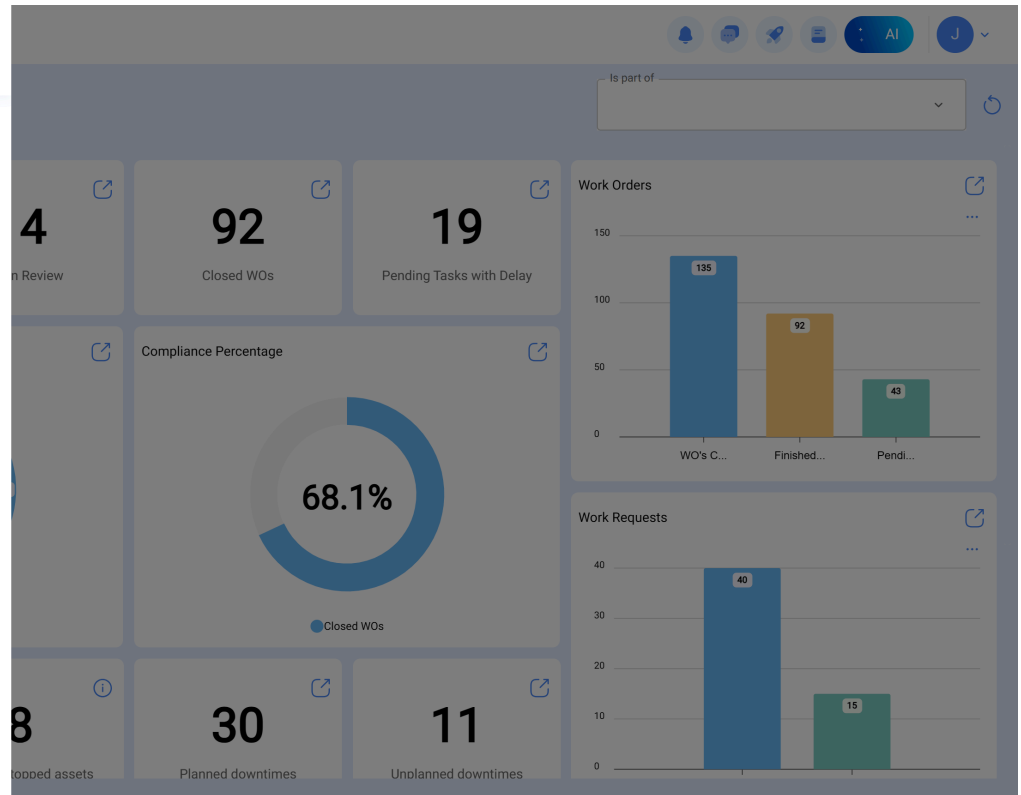 AI
J
Is part of
4
n Review
92
Closed WOs
19
Pending Tasks with Delay
Work Orders
150
100
50
0
135
92
43
WO's C...
Finished...
Pendi...
Compliance Percentage
68.1%
Closed WOs
Work Requests
40
30
20
10
0
40
15
8
topped assets
30
Planned downtimes
11
Unplanned downtimes